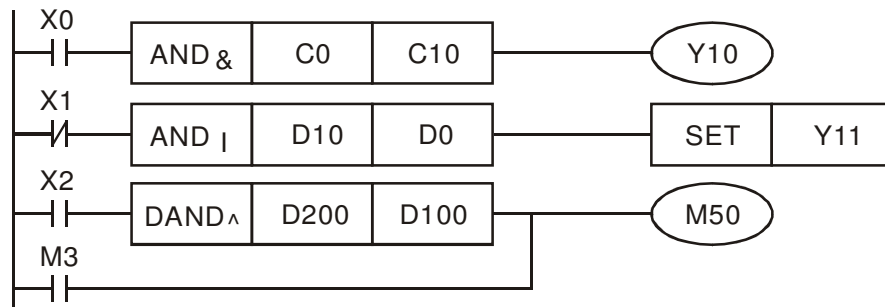 X0
AND & C0 C10 Y10
X1
AND | D10 D0 SET Y11
X2
DAND ^ D200 D100 M50
M3